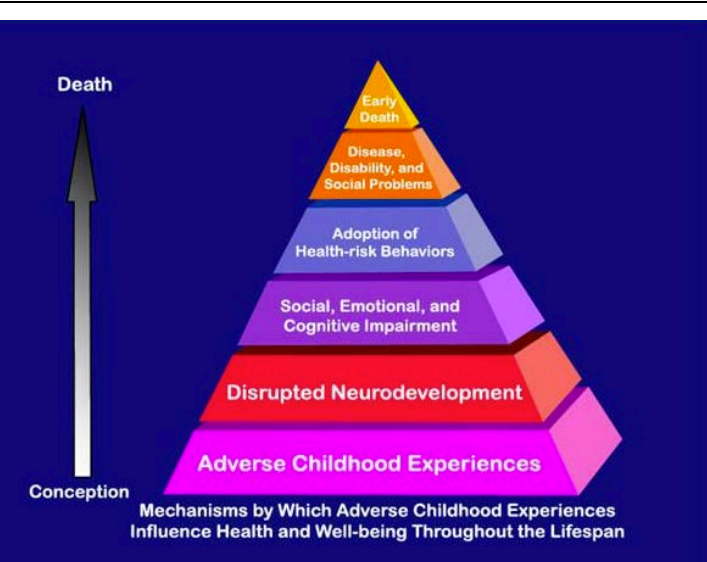 Death
Early
Death
Disease,
Disability, and
Social Problems
Adoption of
Health-risk Behaviors
Social, Emotional, and
Cognitive Impairment
Disrupted Neurodevelopment
Adverse Childhood Experiences
Conception
Mechanisms by Which Adverse Childhood Experiences
Influence Health and Well-being Throughout the Lifespan